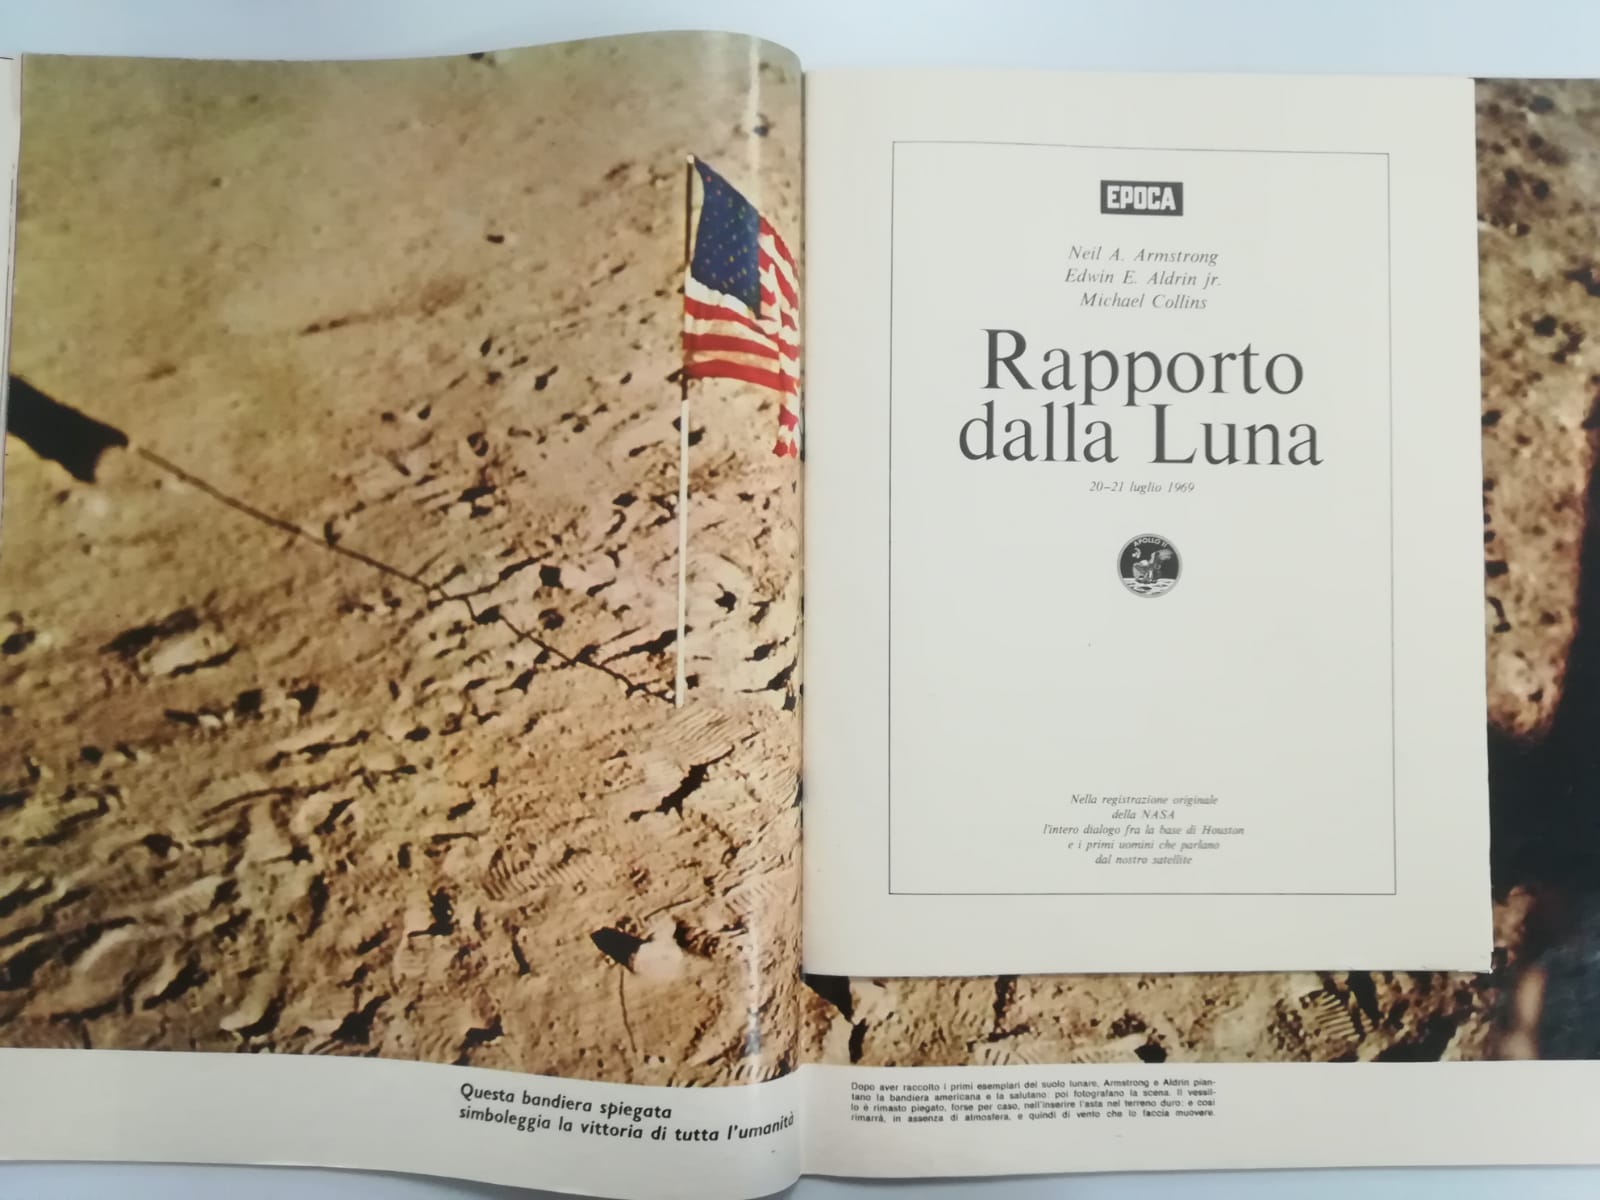 Questa bandiera spiegata
simboleggia la vittoria di tutta l'umanità
EPOCA
Neil A. Armstrong
Edwin E. Aldrin jr.
Michael Collins
Rapporto
dalla Luna
20–21 luglio 1969
APOLLO 11
Nella registrazione originale
della NASA
l'intero dialogo fra la base di Houston
e i primi uomini che parlano
dal nostro satellite
Dopo aver raccolto i primi esemplari del suolo lunare, Armstrong e Aldrin pian-
tano la bandiera americana e la salutano: poi fotografano la scena. Il vessil-
lo è rimasto piegato, forse per caso, nell'inserire l'asta nel terreno duro: e così
rimarrà, in assenza di atmosfera, e quindi di vento che lo faccia muovere.